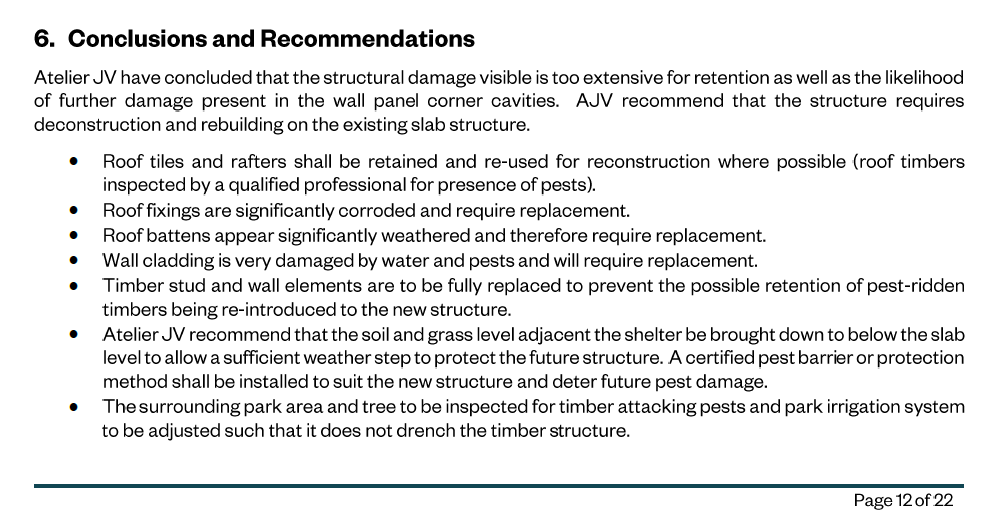 6. Conclusions and Recommendations
Atelier JV have concluded that the structural damage visible is too extensive for retention as well as the likelihood
of further damage present in the wall panel corner cavities. AJV recommend that the structure requires
deconstruction and rebuilding on the existing slab structure.
• Roof tiles and rafters shall be retained and re-used for reconstruction where possible (roof timbers
inspected by a qualified professional for presence of pests).
• Roof fixings are significantly corroded and require replacement.
• Roof battens appear significantly weathered and therefore require replacement.
• Wall cladding is very damaged by water and pests and will require replacement.
• Timber stud and wall elements are to be fully replaced to prevent the possible retention of pest-ridden
timbers being re-introduced to the new structure.
• Atelier JV recommend that the soil and grass level adjacent the shelter be brought down to below the slab
level to allow a sufficient weather step to protect the future structure. A certified pest barrier or protection
method shall be installed to suit the new structure and deter future pest damage.
• The surrounding park area and tree to be inspected for timber attacking pests and park irrigation system
to be adjusted such that it does not drench the timber structure.
Page 12 of 22